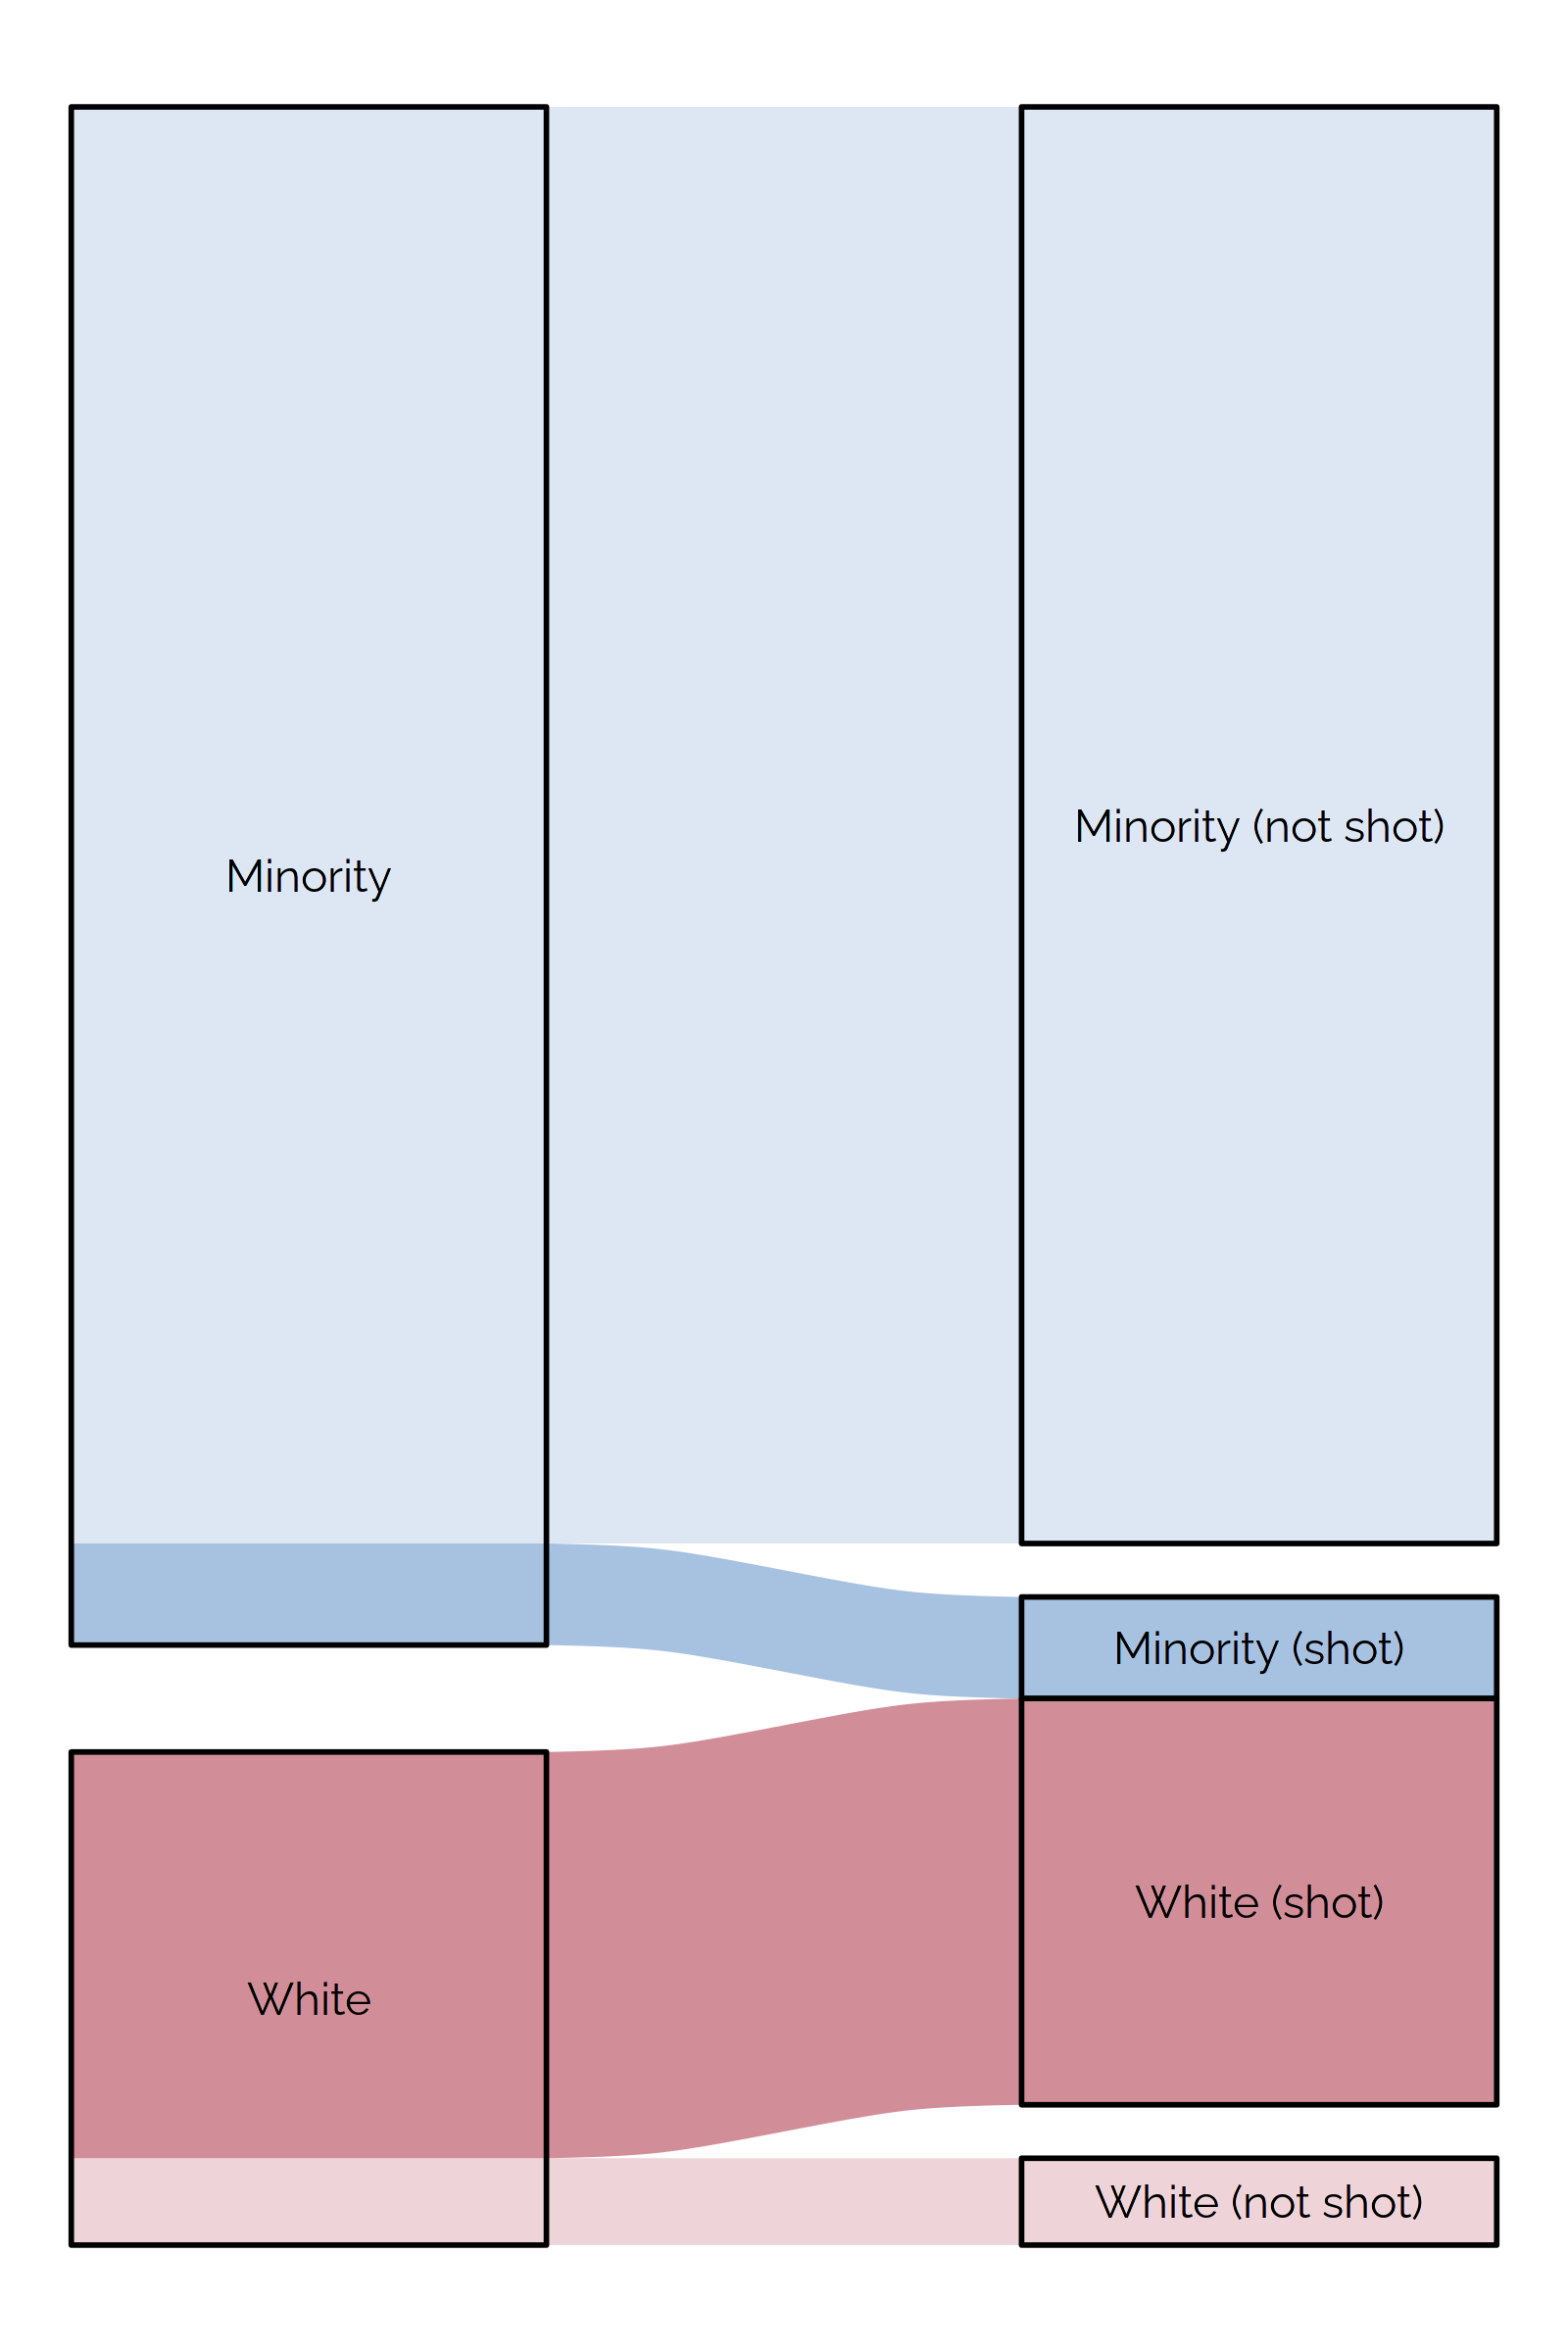 Minority
Minority (not shot)
Minority (shot)
White (shot)
White
White (not shot)